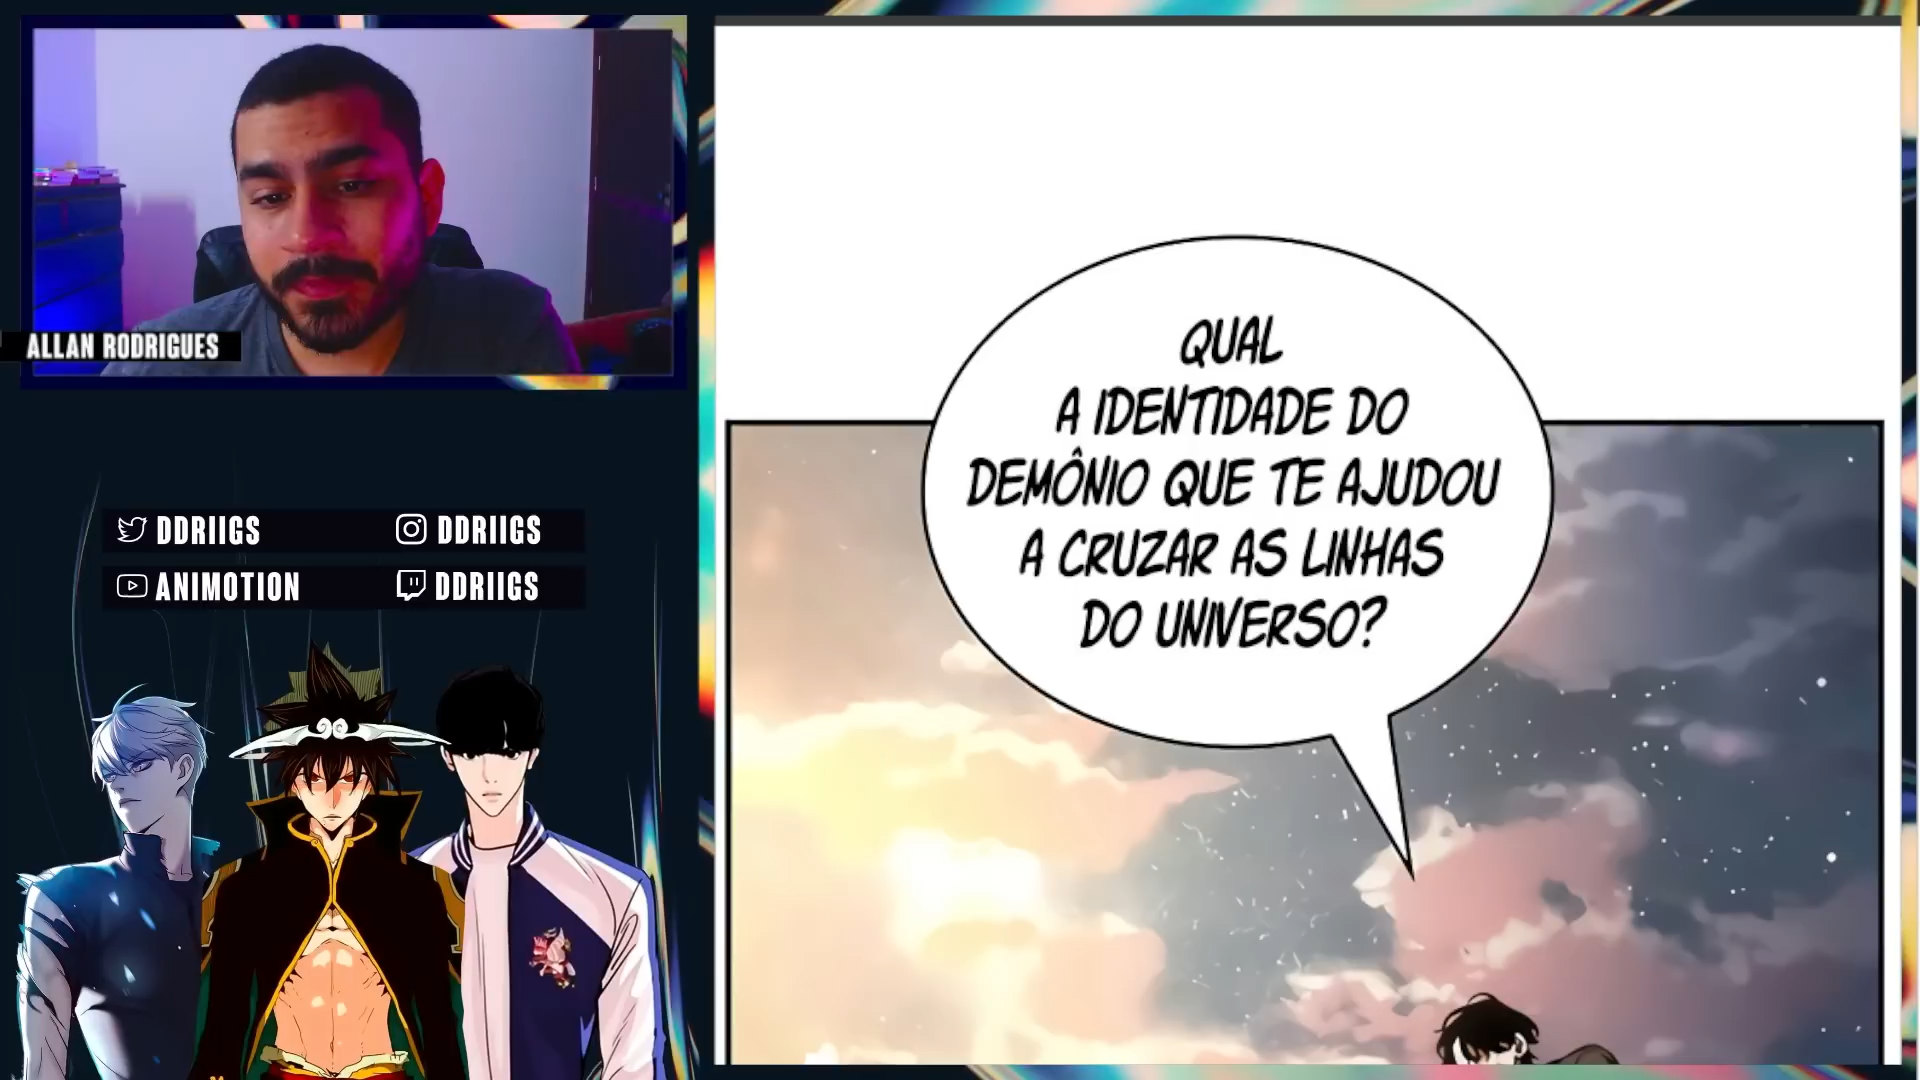 ALLAN RODRIGUES
DDRIIGS
DDRIIGS
ANIMOTION
DDRIIGS
QUAL
A IDENTIDADE DO
DEMÔNIO QUE TE AJUDOU
A CRUZAR AS LINHAS
DO UNIVERSO?